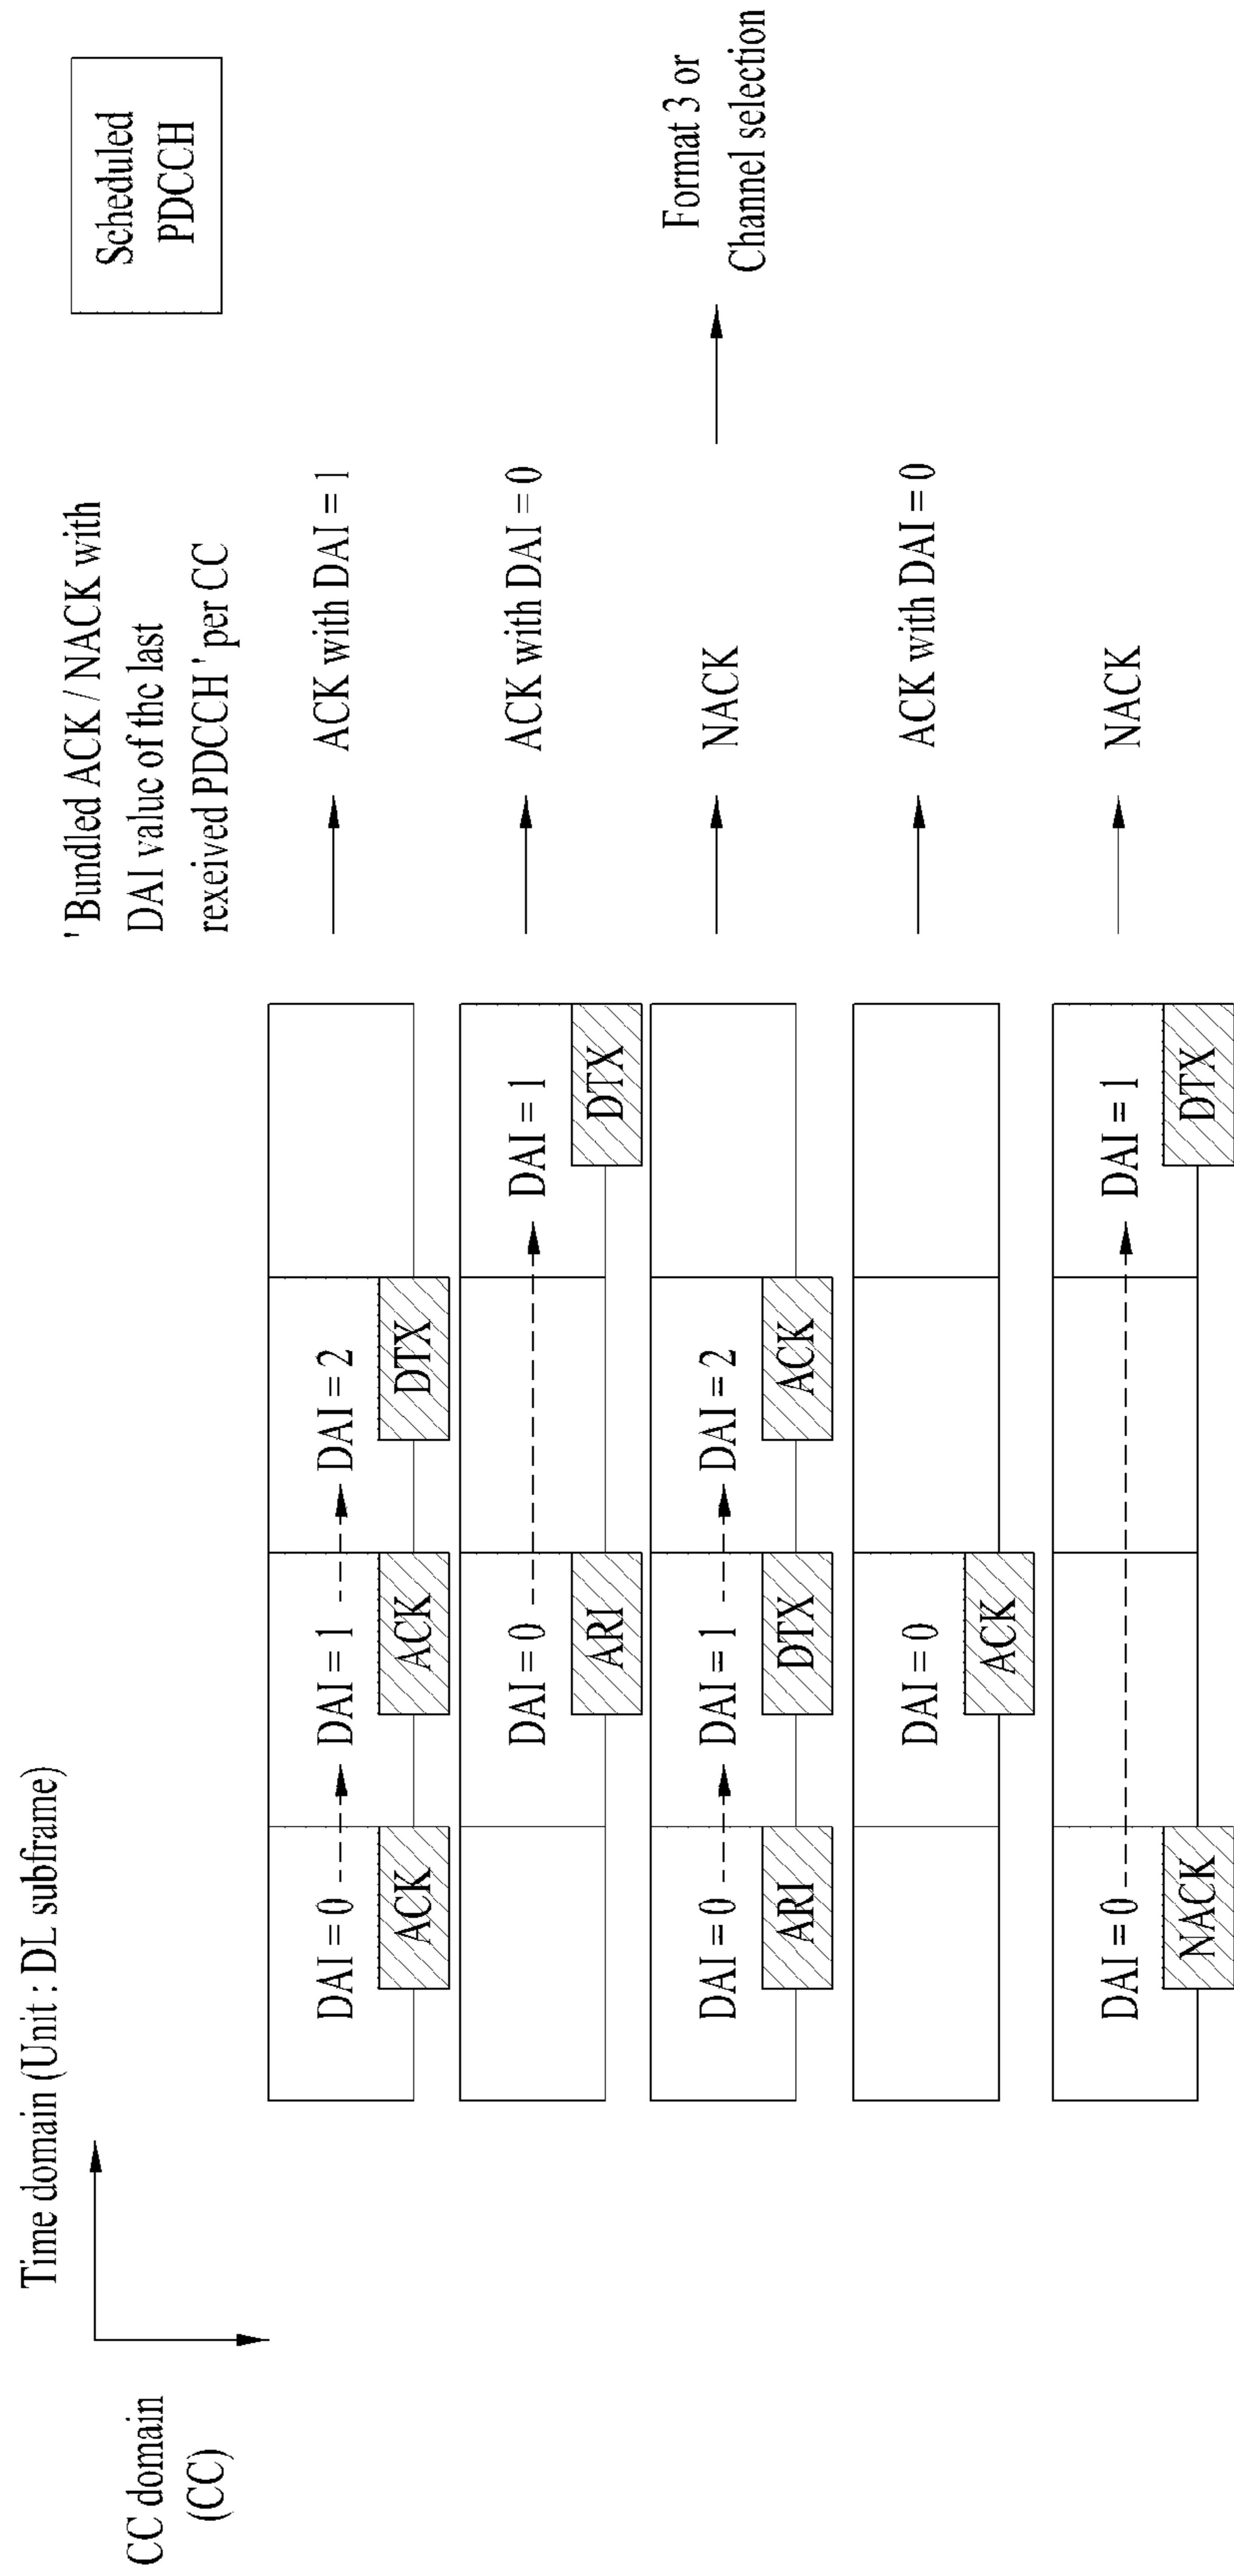 Time domain (Unit : DL subframe)
CC domain
(CC)
'Bundled ACK / NACK with
DAI value of the last
rexeived PDCCH ' per CC
Scheduled
PDCCH
DAI = 0
DAI = 1
DAI = 2
ACK
ACK
DTX
ACK with DAI = 1
DAI = 0
DAI = 1
ARI
DTX
ACK with DAI = 0
DAI = 0
DAI = 1
DAI = 2
ARI
DTX
ACK
NACK
Format 3 or
Channel selection
DAI = 0
ACK
ACK with DAI = 0
DAI = 0
DAI = 1
NACK
DTX
NACK